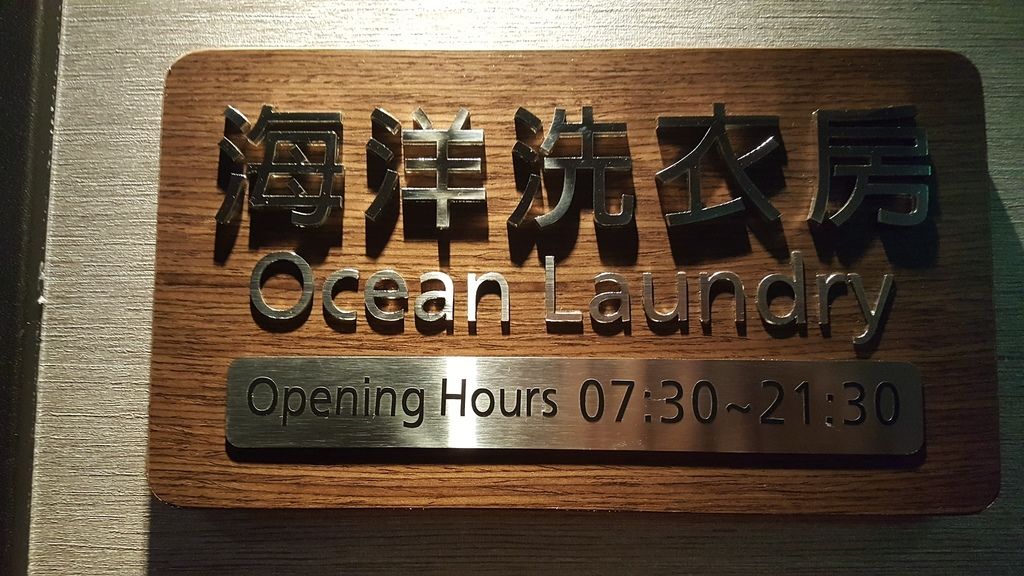 海洋洗衣房
Ocean Laundry
Opening Hours 07:30~21:30